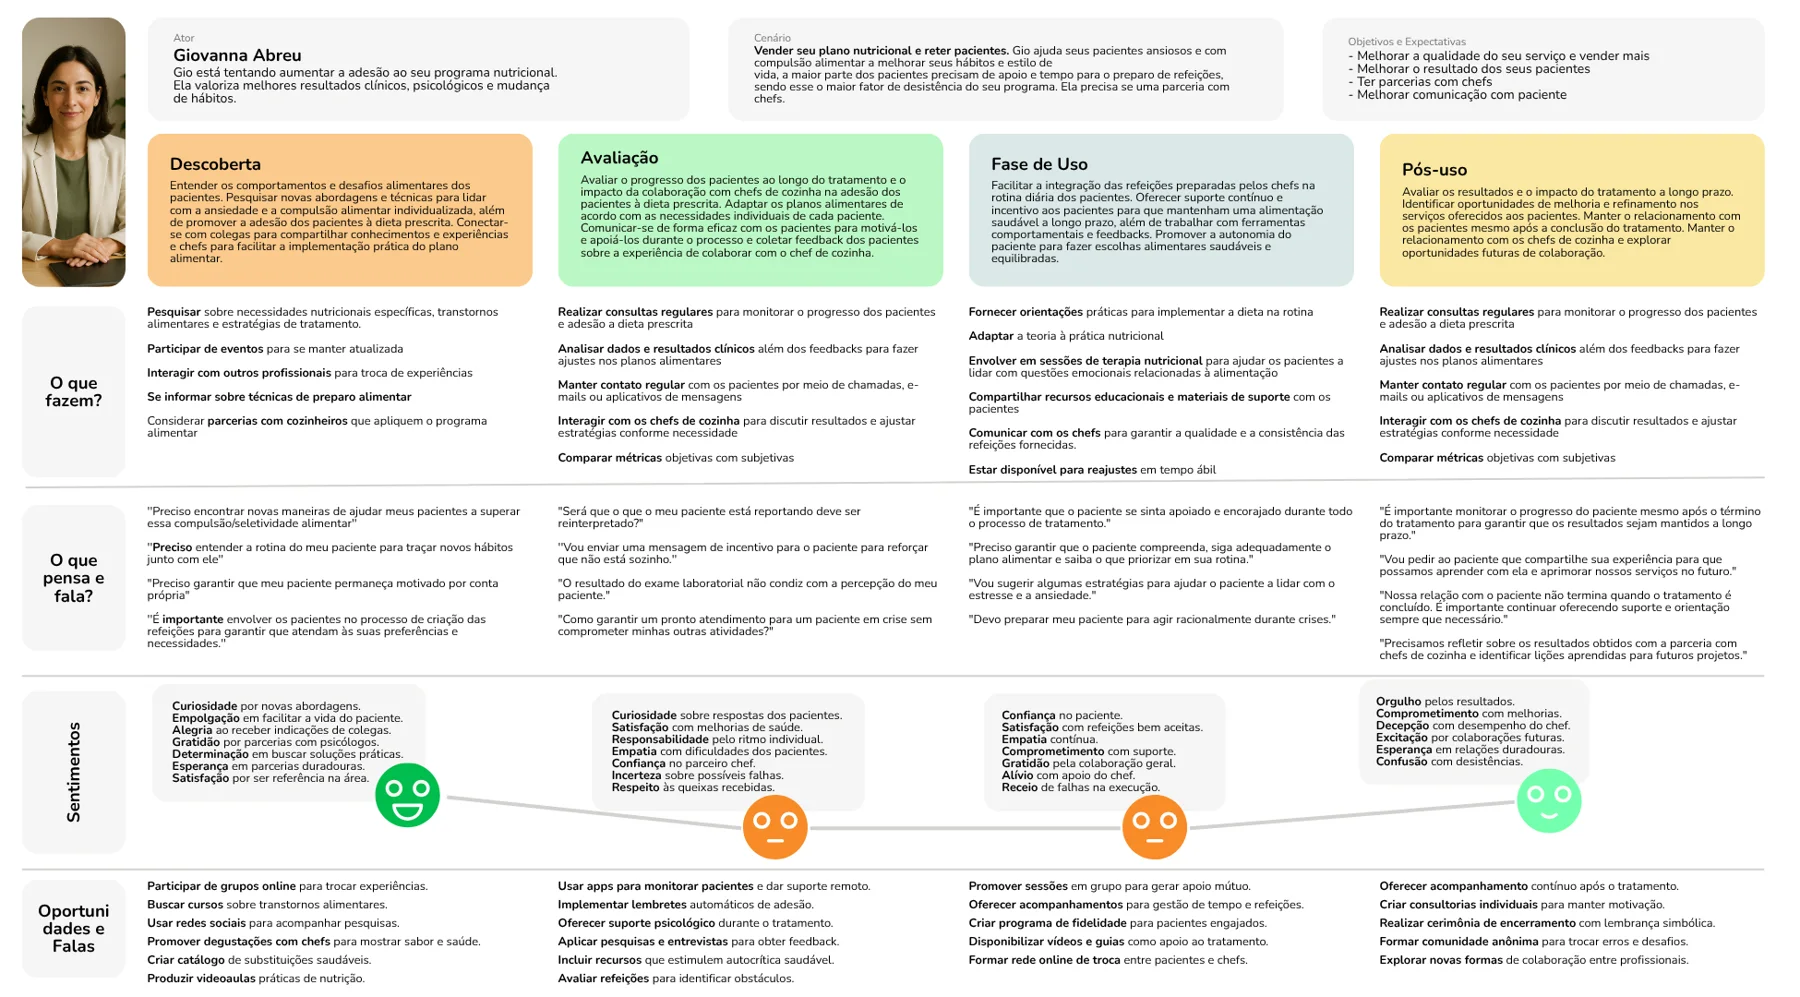 Ator
Giovanna Abreu
Gio está tentando aumentar a adesão ao seu programa nutricional.
Ela valoriza melhores resultados clínicos, psicológicos e mudança
de hábitos.
Cenário
Vender seu plano nutricional e reter pacientes. Gio ajuda seus pacientes ansiosos e com
compulsão alimentar a melhorar seus hábitos e estilo de
vida, a maior parte dos pacientes precisam de apoio e tempo para o preparo de refeições,
sendo esse o maior fator de desistência do seu programa. Ela precisa se uma parceria com
chefs.
Objetivos e Expectativas
- Melhorar a qualidade do seu serviço e vender mais
- Melhorar o resultado dos seus pacientes
- Ter parcerias com chefs
- Melhorar comunicação com paciente
Descoberta
Entender os comportamentos e desafios alimentares dos
pacientes. Pesquisar novas abordagens e técnicas para lidar
com a ansiedade e a compulsão alimentar individualizada, além
de promover a adesão dos pacientes à dieta prescrita. Conectar-
se com colegas para compartilhar conhecimentos e experiências
e chefs para facilitar a implementação prática do plano
alimentar.
Avaliação
Avaliar o progresso dos pacientes ao longo do tratamento e o
impacto da colaboração com chefs de cozinha na adesão dos
pacientes à dieta prescrita. Adaptar os planos alimentares de
acordo com as necessidades individuais de cada paciente.
Comunicar-se de forma eficaz com os pacientes para motivá-los
e apoiá-los durante o processo e coletar feedback dos pacientes
sobre a experiência de colaborar com o chef de cozinha.
Fase de Uso
Facilitar a integração das refeições preparadas pelos chefs na
rotina diária dos pacientes. Oferecer suporte contínuo e
incentivo aos pacientes para que mantenham uma alimentação
saudável a longo prazo, além de trabalhar com ferramentas
comportamentais e feedbacks. Promover a autonomia do
paciente para fazer escolhas alimentares saudáveis e
equilibradas.
Pós-uso
Avaliar os resultados e o impacto do tratamento a longo prazo.
Identificar oportunidades de melhoria e refinamento nos
serviços oferecidos aos pacientes. Manter o relacionamento com
os pacientes mesmo após a conclusão do tratamento. Manter o
relacionamento com os chefs de cozinha e explorar
oportunidades futuras de colaboração.
O que
fazem?
Pesquisar sobre necessidades nutricionais específicas, transtornos
alimentares e estratégias de tratamento.
Participar de eventos para se manter atualizada
Interagir com outros profissionais para troca de experiências
Se informar sobre técnicas de preparo alimentar
Considerar parcerias com cozinheiros que apliquem o programa
alimentar
Realizar consultas regulares para monitorar o progresso dos pacientes
e adesão a dieta prescrita
Analisar dados e resultados clínicos além dos feedbacks para fazer
ajustes nos planos alimentares
Manter contato regular com os pacientes por meio de chamadas, e-
mails ou aplicativos de mensagens
Interagir com os chefs de cozinha para discutir resultados e ajustar
estratégias conforme necessidade
Comparar métricas objetivas com subjetivas
Fornecer orientações práticas para implementar a dieta na rotina
Adaptar a teoria à prática nutricional
Envolver em sessões de terapia nutricional para ajudar os pacientes a
lidar com questões emocionais relacionadas à alimentação
Compartilhar recursos educacionais e materiais de suporte com os
pacientes
Comunicar com os chefs para garantir a qualidade e a consistência das
refeições fornecidas.
Estar disponível para reajustes em tempo ábil
Realizar consultas regulares para monitorar o progresso dos pacientes
e adesão a dieta prescrita
Analisar dados e resultados clínicos além dos feedbacks para fazer
ajustes nos planos alimentares
Manter contato regular com os pacientes por meio de chamadas, e-
mails ou aplicativos de mensagens
Interagir com os chefs de cozinha para discutir resultados e ajustar
estratégias conforme necessidade
Comparar métricas objetivas com subjetivas
O que
pensa e
fala?
"Preciso encontrar novas maneiras de ajudar meus pacientes a superar
essa compulsão/seletividade alimentar"
"Preciso entender a rotina do meu paciente para traçar novos hábitos
junto com ele"
"Preciso garantir que meu paciente permaneça motivado por conta
própria"
"É importante envolver os pacientes no processo de criação das
refeições para garantir que atendam às suas preferências e
necessidades."
"Será que o que o meu paciente está reportando deve ser
reinterpretado?"
"Vou enviar uma mensagem de incentivo para o paciente para reforçar
que não está sozinho."
"O resultado do exame laboratorial não condiz com a percepção do meu
paciente."
"Como garantir um pronto atendimento para um paciente em crise sem
comprometer minhas outras atividades?"
"É importante que o paciente se sinta apoiado e encorajado durante todo
o processo de tratamento."
"Preciso garantir que o paciente compreenda, siga adequadamente o
plano alimentar e saiba o que priorizar em sua rotina."
"Vou sugerir algumas estratégias para ajudar o paciente a lidar com o
estresse e a ansiedade."
"Devo preparar meu paciente para agir racionalmente durante crises."
"É importante monitorar o progresso do paciente mesmo após o término
do tratamento para garantir que os resultados sejam mantidos a longo
prazo."
"Vou pedir ao paciente que compartilhe sua experiência para que
possamos aprender com ela e aprimorar nossos serviços no futuro."
"Nossa relação com o paciente não termina quando o tratamento é
concluído. É importante continuar oferecendo suporte e orientação
sempre que necessário."
"Precisamos refletir sobre os resultados obtidos com a parceria com
chefs de cozinha e identificar lições aprendidas para futuros projetos."
Sentimentos
Curiosidade por novas abordagens.
Empolgação em facilitar a vida do paciente.
Alegria ao receber indicações de colegas.
Gratidão por parcerias com psicólogos.
Determinação em buscar soluções práticas.
Esperança em parcerias duradouras.
Satisfação por ser referência na área.
Curiosidade sobre respostas dos pacientes.
Satisfação com melhorias de saúde.
Responsabilidade pelo ritmo individual.
Empatia com dificuldades dos pacientes.
Confiança no parceiro chef.
Incerteza sobre possíveis falhas.
Respeito às queixas recebidas.
Confiança no paciente.
Satisfação com refeições bem aceitas.
Empatia contínua.
Comprometimento com suporte.
Gratidão pela colaboração geral.
Alívio com apoio do chef.
Receio de falhas na execução.
Orgulho pelos resultados.
Comprometimento com melhorias.
Decepção com desempenho do chef.
Excitação por colaborações futuras.
Esperança em relações duradouras.
Confusão com desistências.
Oportuni
dades e
Falas
Participar de grupos online para trocar experiências.
Buscar cursos sobre transtornos alimentares.
Usar redes sociais para acompanhar pesquisas.
Promover degustações com chefs para mostrar sabor e saúde.
Criar catálogo de substituições saudáveis.
Produzir videoaulas práticas de nutrição.
Usar apps para monitorar pacientes e dar suporte remoto.
Implementar lembretes automáticos de adesão.
Oferecer suporte psicológico durante o tratamento.
Aplicar pesquisas e entrevistas para obter feedback.
Incluir recursos que estimulem autocrítica saudável.
Avaliar refeições para identificar obstáculos.
Promover sessões em grupo para gerar apoio mútuo.
Oferecer acompanhamentos para gestão de tempo e refeições.
Criar programa de fidelidade para pacientes engajados.
Disponibilizar vídeos e guias como apoio ao tratamento.
Formar rede online de troca entre pacientes e chefs.
Oferecer acompanhamento contínuo após o tratamento.
Criar consultorias individuais para manter motivação.
Realizar cerimônia de encerramento com lembrança simbólica.
Formar comunidade anônima para trocar erros e desafios.
Explorar novas formas de colaboração entre profissionais.